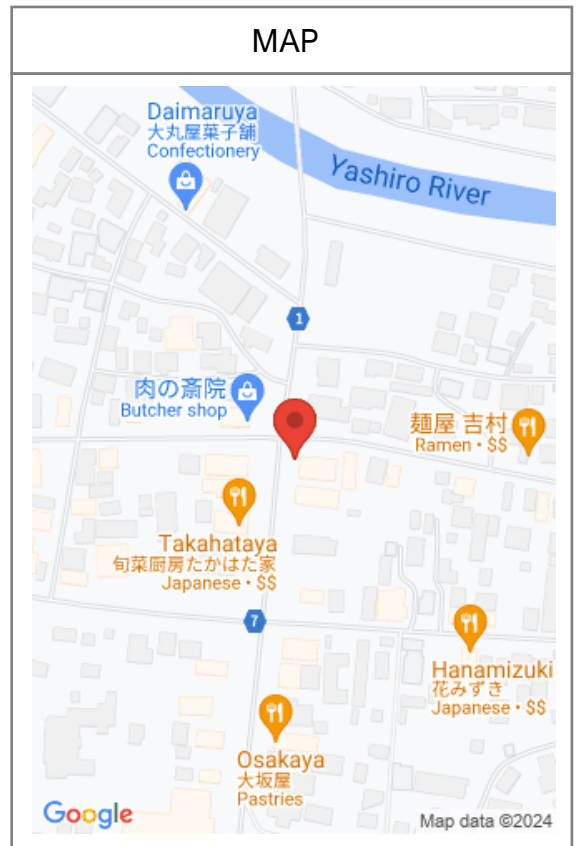 MAP
Daimaruya
大丸屋菓子舗
Confectionery
Yashiro River
1
肉の斎院
Butcher shop
麺屋 吉村
Ramen • $$
Takahataya
旬菜厨房たかはた家
Japanese • $$
7
Hanamizuki
花みずき
Japanese • $$
Osakaya
大坂屋
Pastries
Google
Map data ©2024